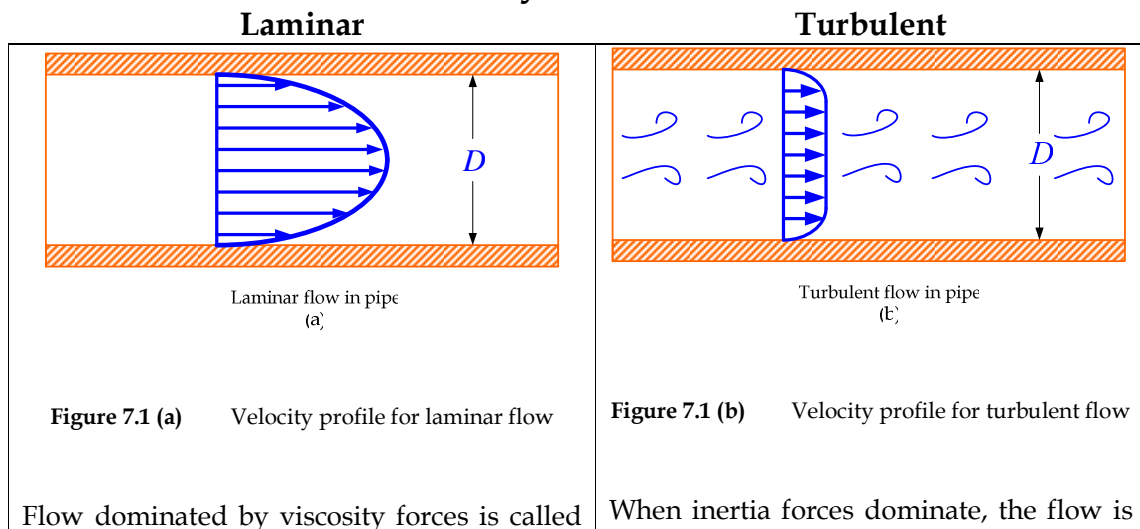 Laminar
D
Laminar flow in pipe
(a)
Figure 7.1 (a) Velocity profile for laminar flow
Flow dominated by viscosity forces is called
Turbulent
D
Turbulent flow in pipe
(b)
Figure 7.1 (b) Velocity profile for turbulent flow
When inertia forces dominate, the flow is